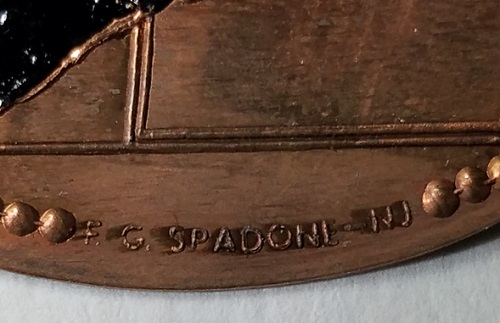 F. G. SPADONE-NJ